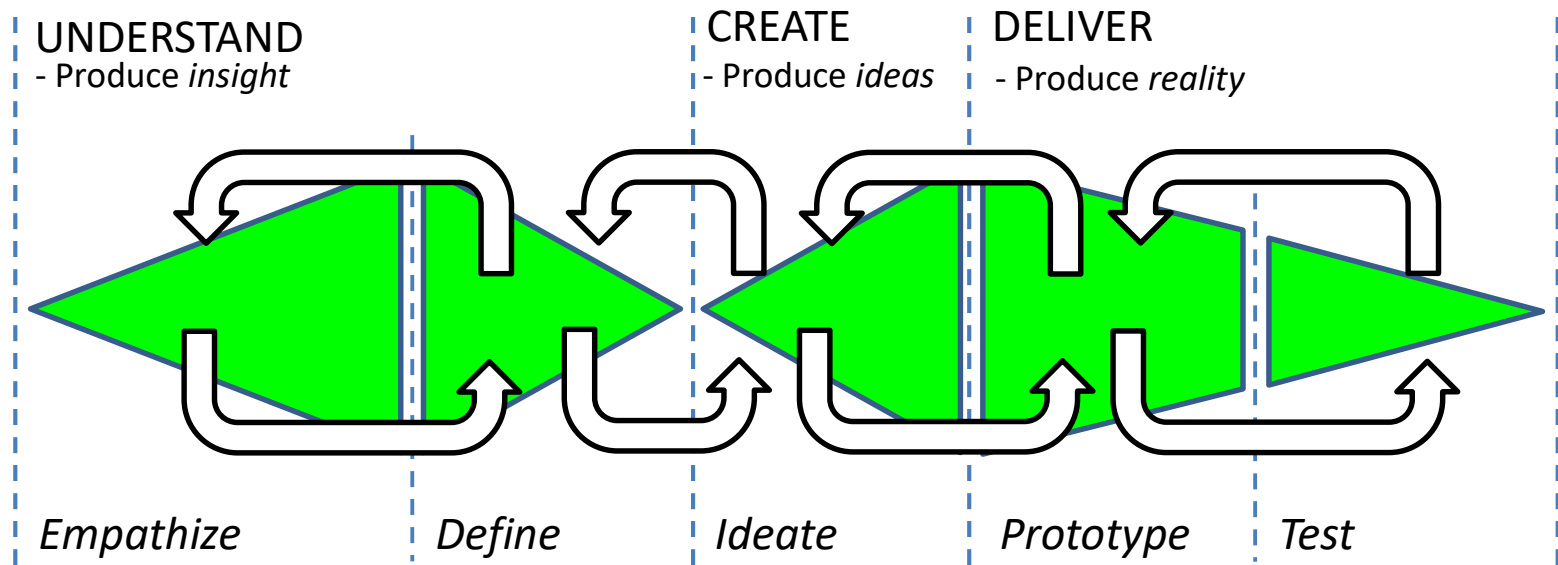 UNDERSTAND
- Produce insight
CREATE
- Produce ideas
DELIVER
- Produce reality
Empathize
Define
Ideate
Prototype
Test